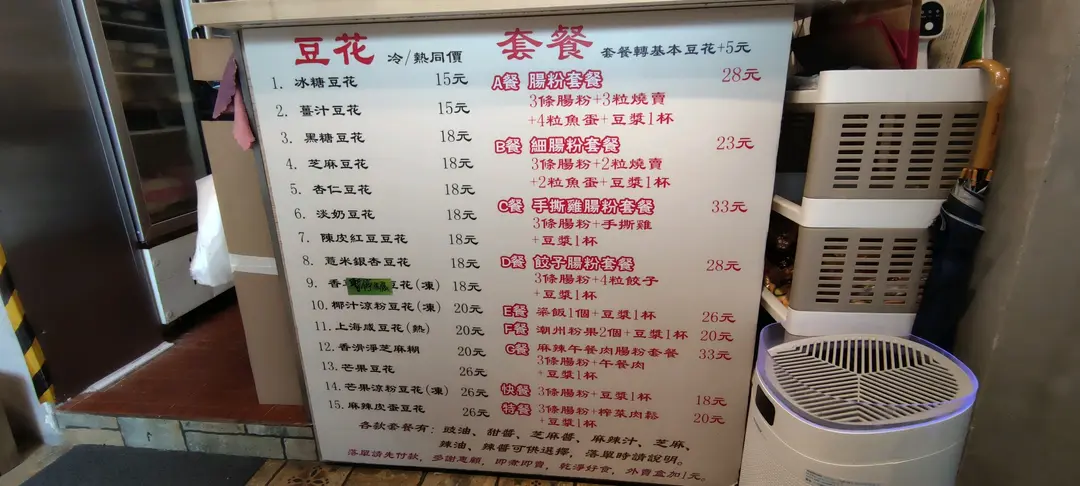 豆花 冷/熱同價
1. 冰糖豆花 15元
2. 薑汁豆花 15元
3. 黑糖豆花 18元
4. 芝麻豆花 18元
5. 杏仁豆花 18元
6. 淡奶豆花 18元
7. 陳皮紅豆豆花 18元
8. 薏米銀杏豆花 18元
9. 香 豆花(凍) 18元
10. 椰汁涼粉豆花(凍) 20元
11. 上海咸豆花(熱) 20元
12. 香滑淨芝麻糊 20元
13. 芒果豆花 26元
14. 芒果涼粉豆花(凍) 26元
15. 麻辣皮蛋豆花 26元
套餐 套餐轉基本豆花+5元
A餐 腸粉套餐 28元
3條腸粉+3粒燒賣
+4粒魚蛋+豆漿1杯
B餐 細腸粉套餐 23元
3條腸粉+2粒燒賣
+2粒魚蛋+豆漿1杯
C餐 手撕雞腸粉套餐 33元
3條腸粉+手撕雞
+豆漿1杯
D餐 餃子腸粉套餐 28元
3條腸粉+4粒餃子
+豆漿1杯
E餐 粢飯1個+豆漿1杯 26元
F餐 潮州粉果2個+豆漿1杯 20元
G餐 麻辣午餐肉腸粉套餐 33元
3條腸粉+午餐肉
+豆漿1杯
快餐 3條腸粉+豆漿1杯 18元
特餐 3條腸粉+榨菜肉鬆 20元
+豆漿1杯
各款套餐有：豉油、甜醬、芝麻醬、麻辣汁、芝麻、
辣油、辣醬可供選擇，落單時請說明。
落單請先付款，多謝惠顧，即煮即賣，乾淨好食，外賣盒加1元。